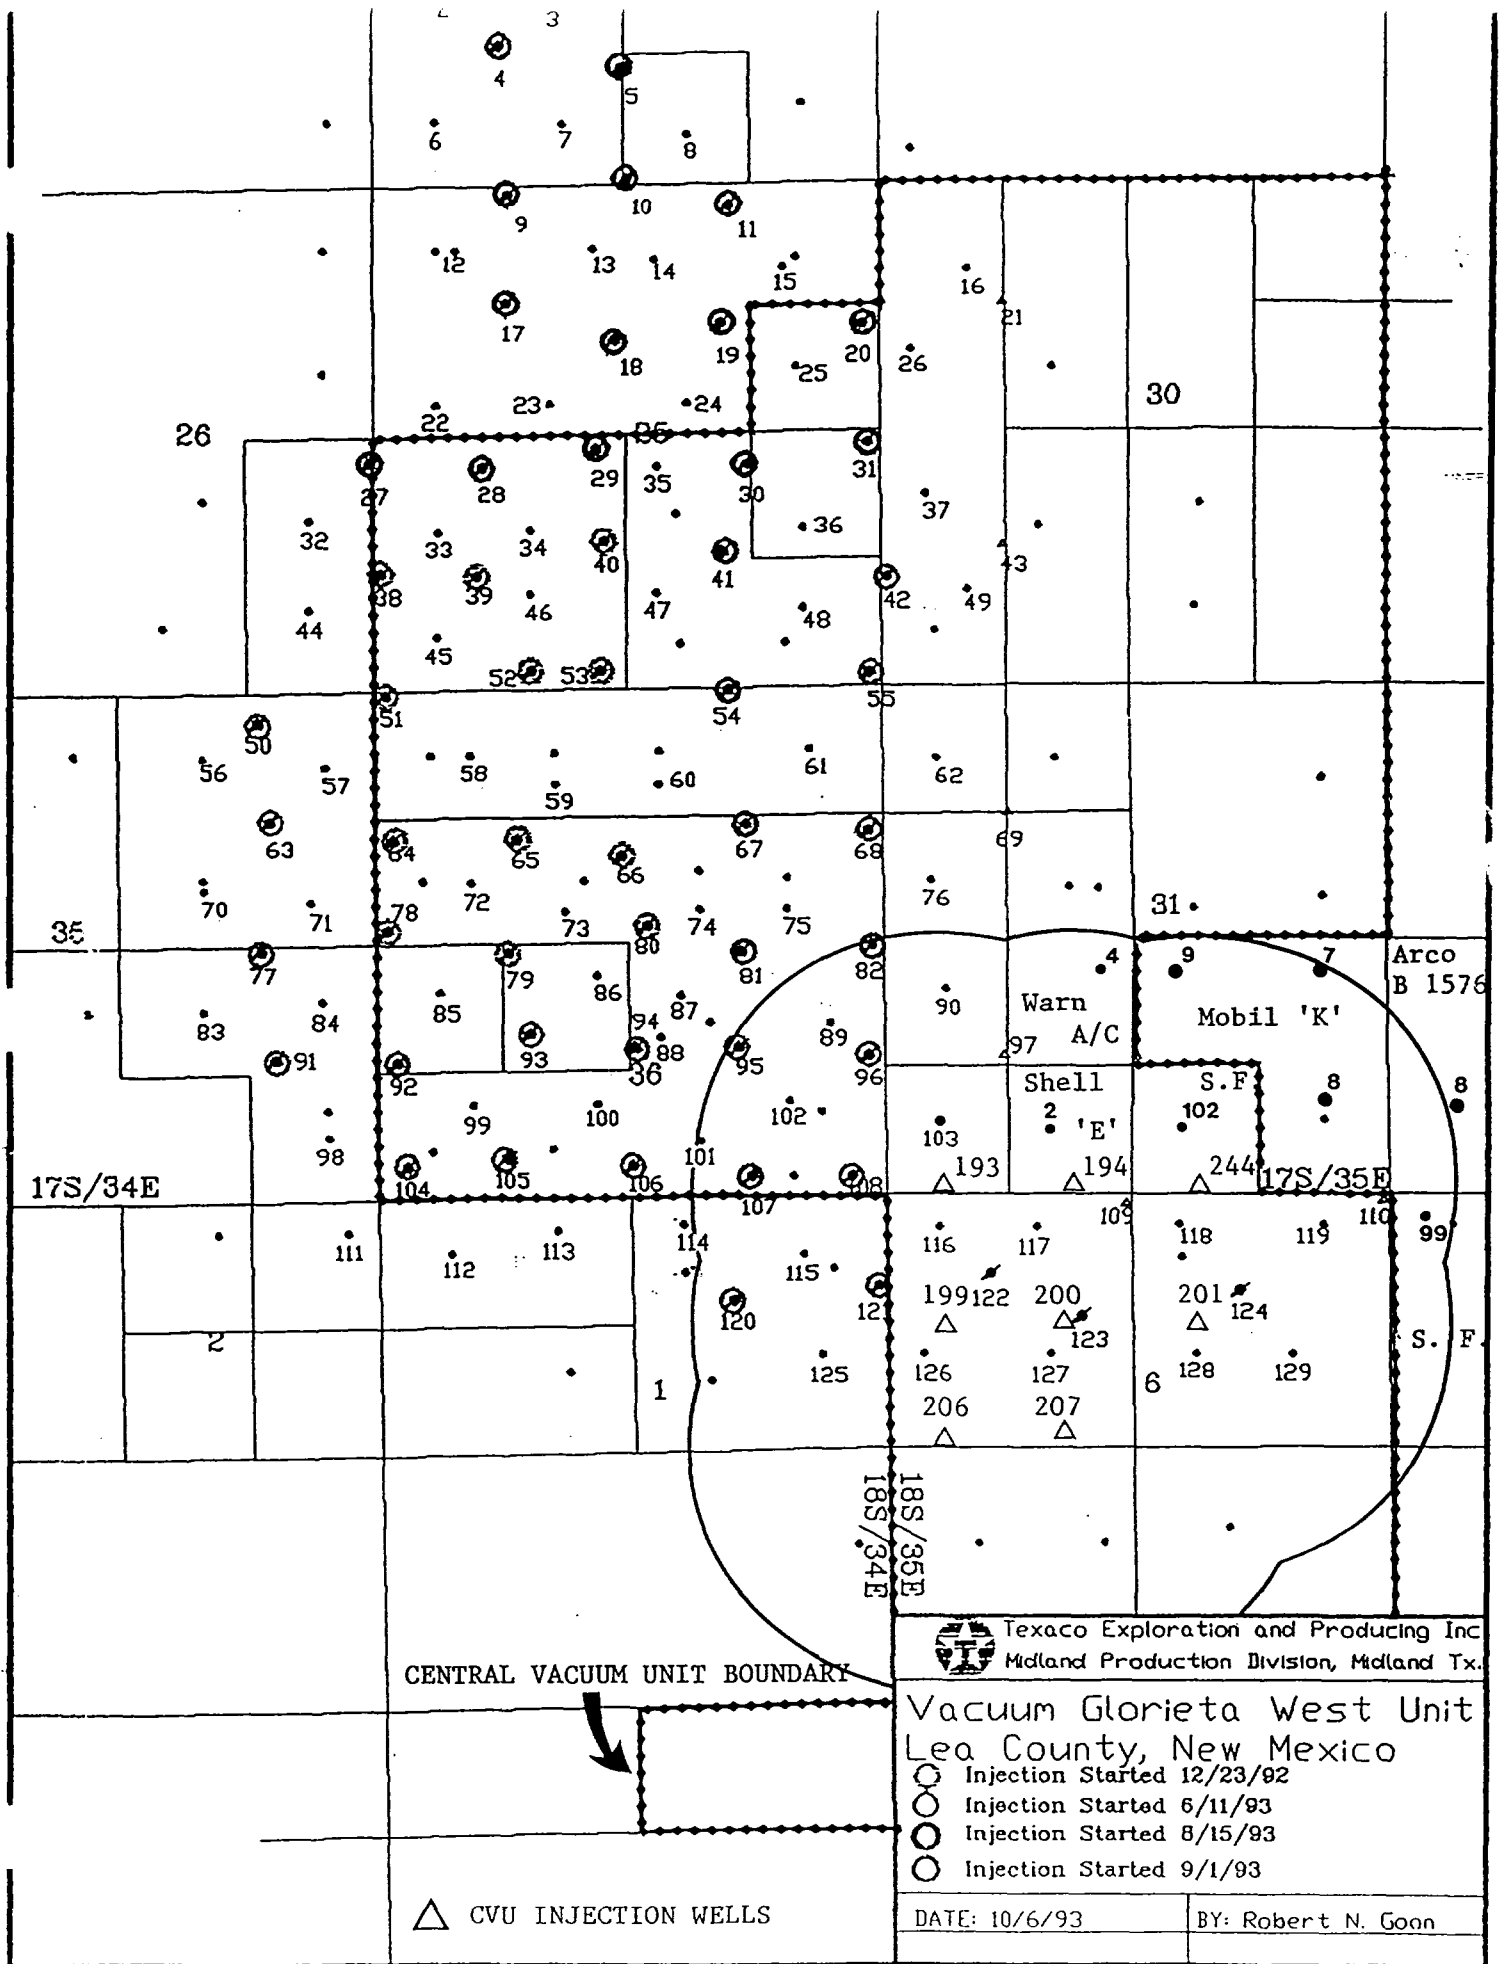 3
4
5
6 7 8
9 10 11
12 13 14 15 16
17 18 19 20 21
22 23 24 25 26
26 30
27 28 29 35 30 31
32 33 34 40 41 36 37 43
38 39 46 47 48 42 49
44 45 52 53 54 55
50 51
56 57 58 59 60 61 62
63 64 65 66 67 68 69
70 71 72 73 74 75 76
35 78 80 81 82 31
77 79
4 9 7 Arco
B 1576
83 84 85 86 87 88 89 90
Warn
A/C
Mobil 'K'
91 92 93 94 95 96 97
36
Shell
'E'
S.F
2 102 8 8
98 99 100 101 102 103
193 194 244
17S/34E
17S/35E
104 105 106 107 108 109 110
111 112 113 114 115 116 117 118 119 99
199 122 200 201 124
120 121 123
2 1 6
S. F.
125 126 127 128 129
206 207
18S/34E
18S/35E
CENTRAL VACUUM UNIT BOUNDARY
CVU INJECTION WELLS
Texaco Exploration and Producing Inc
Midland Production Division, Midland Tx.
Vacuum Glorieta West Unit
Lea County, New Mexico
Injection Started 12/23/92
Injection Started 6/11/93
Injection Started 8/15/93
Injection Started 9/1/93
DATE: 10/6/93
BY: Robert N. Goon